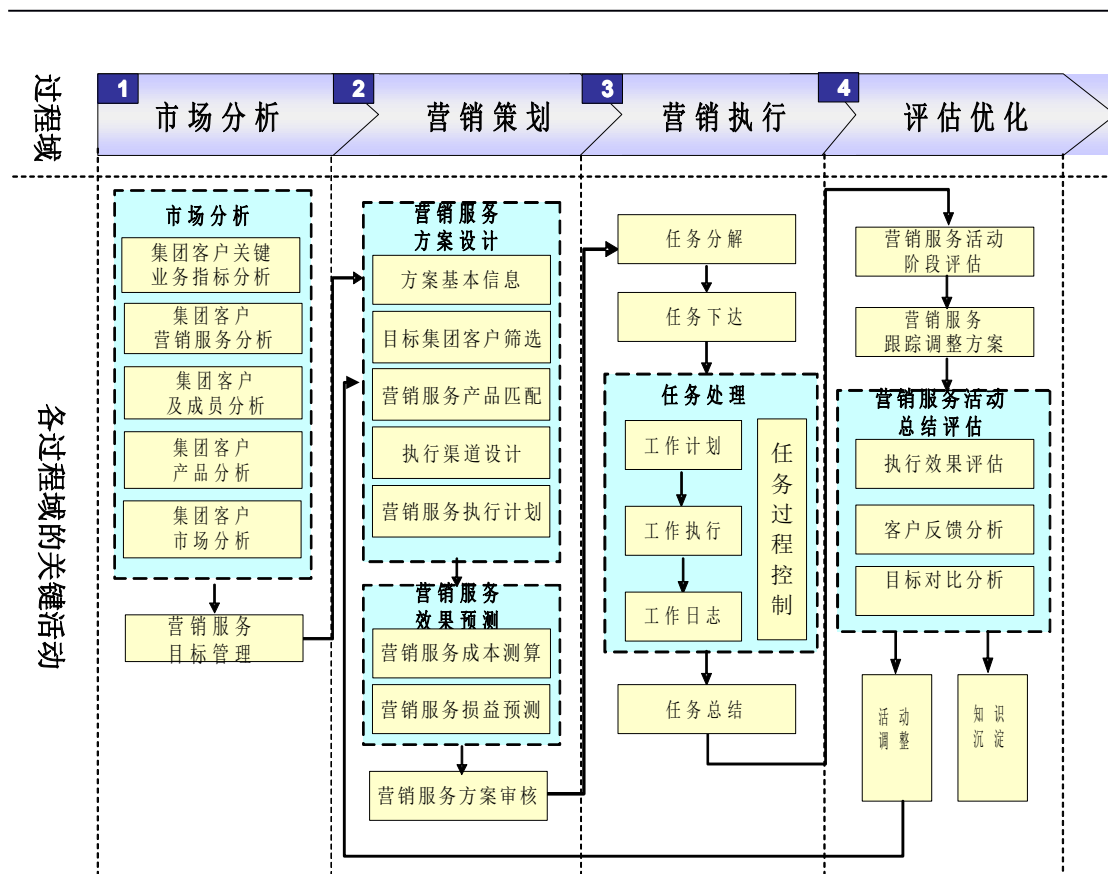 过程域
1
市场分析
2
营销策划
3
营销执行
4
评估优化
各过程域的关键活动
市场分析
集团客户关键
业务指标分析
集团客户
营销服务分析
集团客户
及成员分析
集团客户
产品分析
集团客户
市场分析
营销服务
目标管理
营销服务
方案设计
方案基本信息
目标集团客户筛选
营销服务产品匹配
执行渠道设计
营销服务执行计划
营销服务
效果预测
营销服务成本测算
营销服务损益预测
营销服务方案审核
任务分解
任务下达
任务处理
工作计划
工作执行
工作日志
任务过程控制
任务总结
营销服务活动
阶段评估
营销服务
跟踪调整方案
营销服务活动
总结评估
执行效果评估
客户反馈分析
目标对比分析
活动
调整
知识
沉淀